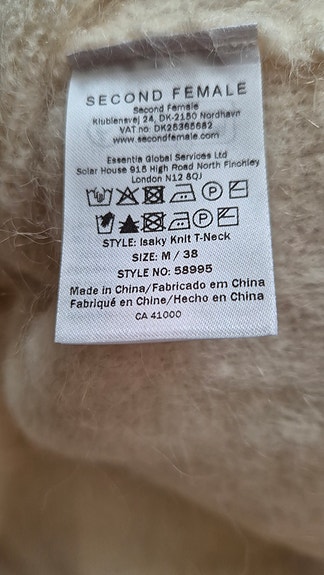 SECOND FEMALE
Second Female
Klubiensvej 24, DK-2150 Nordhavn
VAT no: DK25365682
www.secondfemale.com
Essentia Global Services Ltd
Solar House 915 High Road North Finchley
London N12 8QJ
P
P
STYLE: Isaky Knit T-Neck
SIZE: M / 38
STYLE NO: 58995
Made in China/Fabricado em China
Fabriqué en Chine/Hecho en China
CA 41000